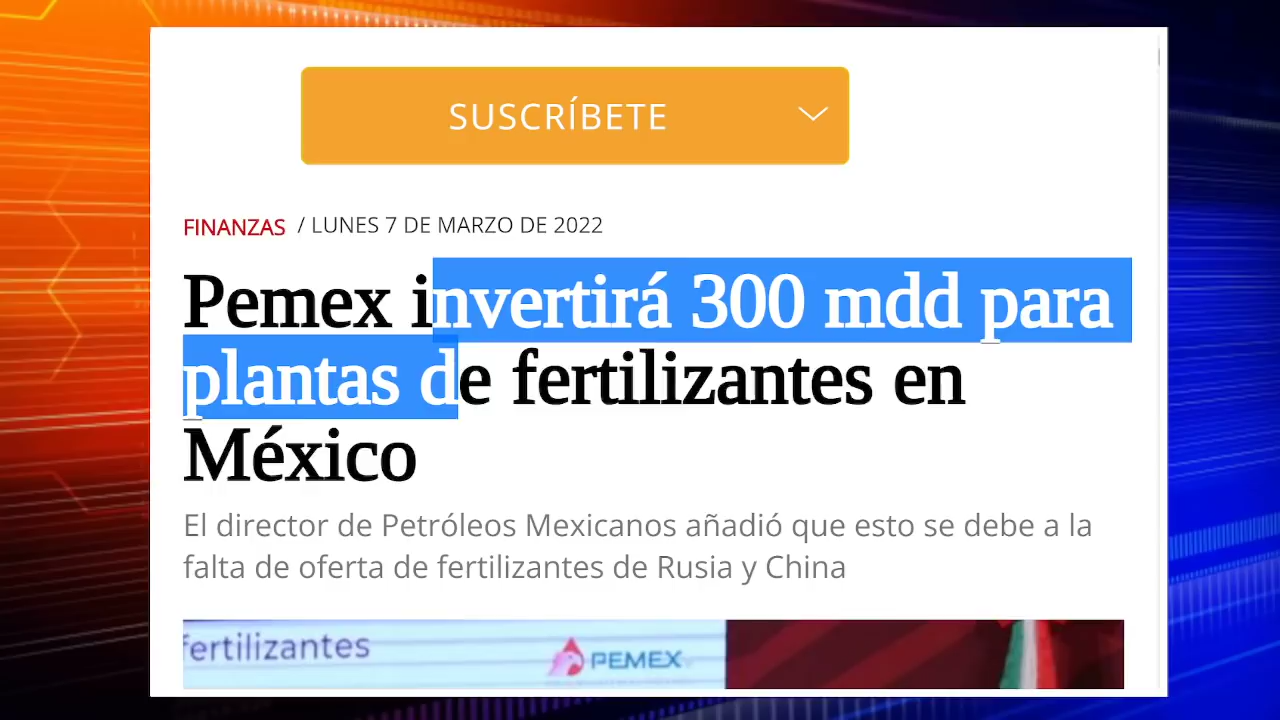 SUSCRÍBETE
FINANZAS / LUNES 7 DE MARZO DE 2022
Pemex invertirá 300 mdd para
plantas de fertilizantes en
México
El director de Petróleos Mexicanos añadió que esto se debe a la
falta de oferta de fertilizantes de Rusia y China
fertilizantes
PEMEX